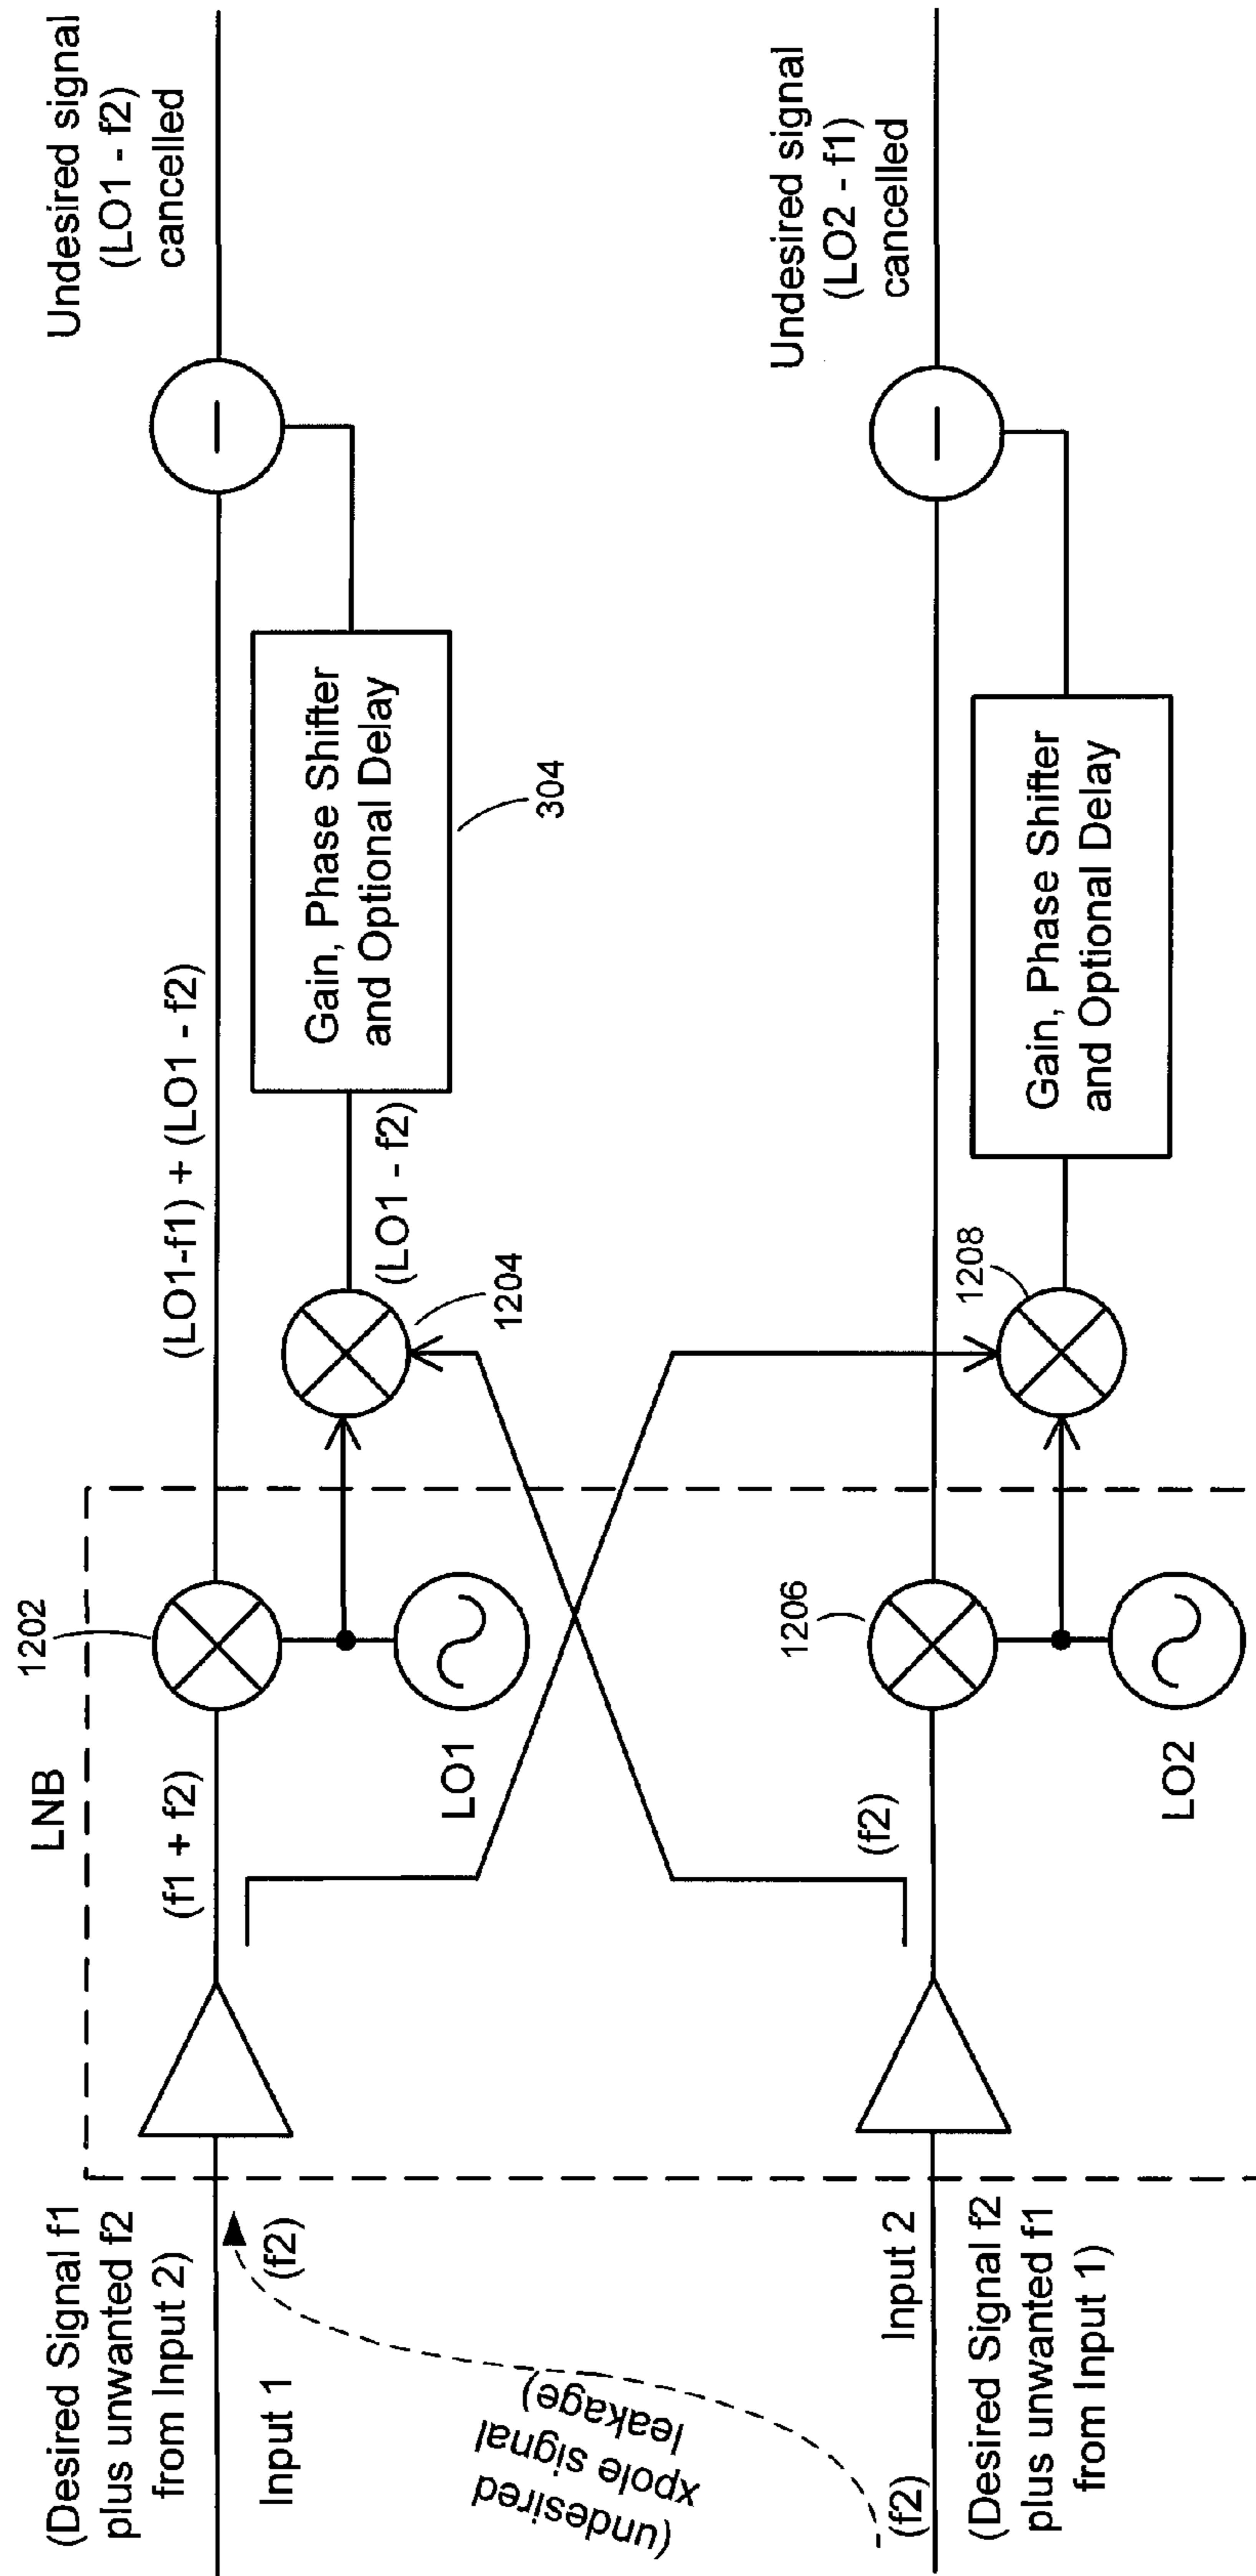 (Desired Signal f1
plus unwanted f2
from Input 2)
Input 1
(f2)
(undesired
xpole signal
leakage)
(f2)
Input 2
(Desired Signal f2
plus unwanted f1
from Input 1)
LNB
(f1 + f2)
1202
LO1
(f2)
1206
LO2
(LO1-f1) + (LO1 - f2)
1204
(LO1 - f2)
1208
Gain, Phase Shifter
and Optional Delay
304
Gain, Phase Shifter
and Optional Delay
Undesired signal
(LO1 - f2)
cancelled
Undesired signal
(LO2 - f1)
cancelled